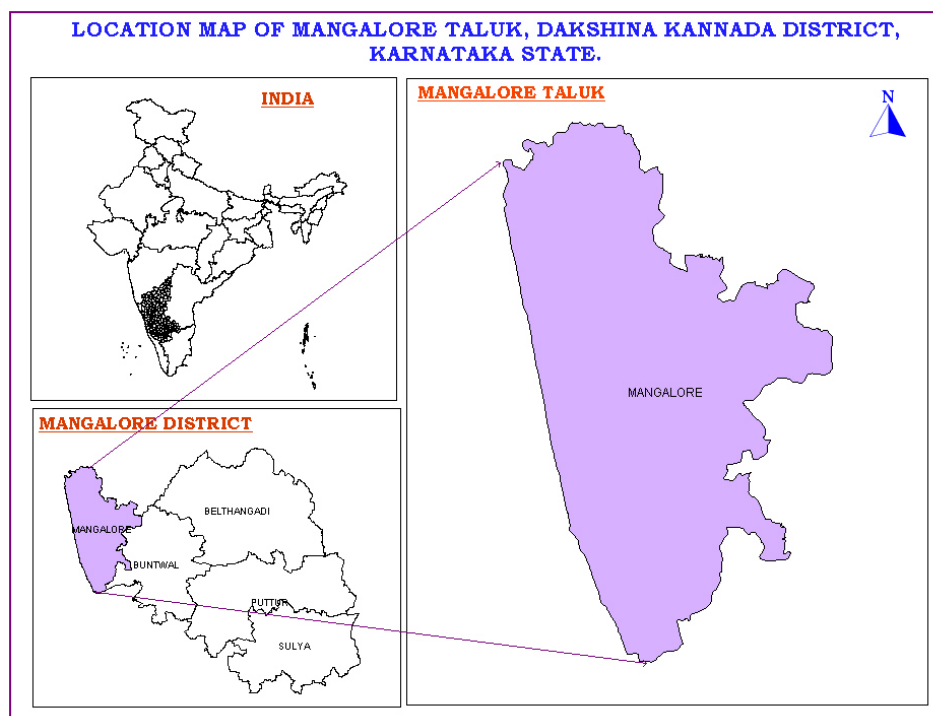 LOCATION MAP OF MANGALORE TALUK, DAKSHINA KANNADA DISTRICT,
KARNATAKA STATE.
INDIA
MANGALORE TALUK
N
MANGALORE
MANGALORE DISTRICT
BELTHANGADI
MANGALORE
BUNTWAL
PUTTUR
SULYA